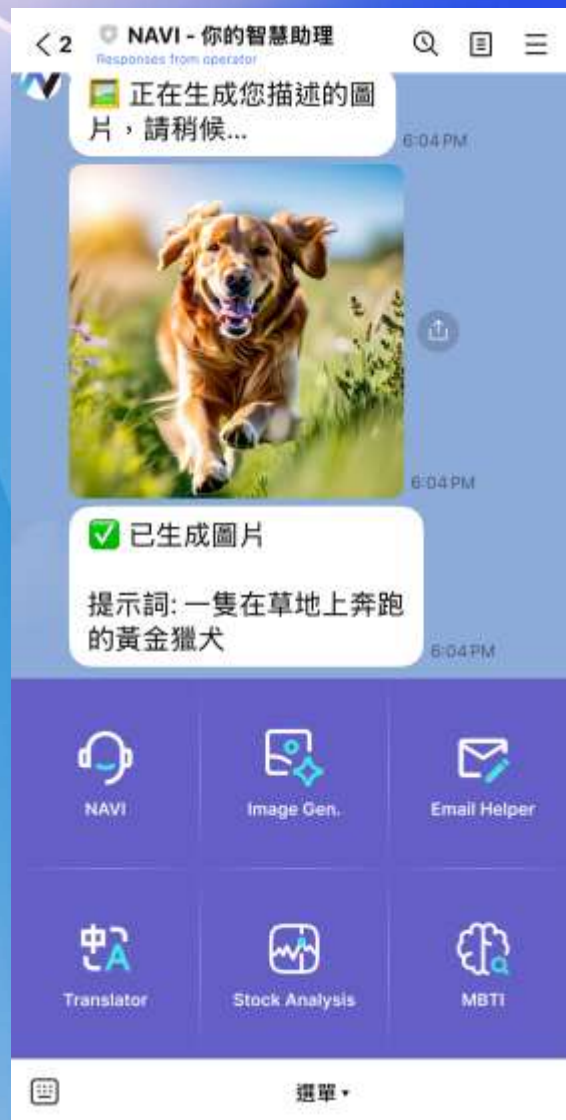 2
NAVI - 你的智慧助理
Responses from operator
正在生成您描述的圖
片，請稍候...
6:04 PM
6:04 PM
已生成圖片
提示詞: 一隻在草地上奔跑
的黃金獵犬
6:04 PM
NAVI
Image Gen.
Email Helper
中 A
Translator
Stock Analysis
MBTI
選單